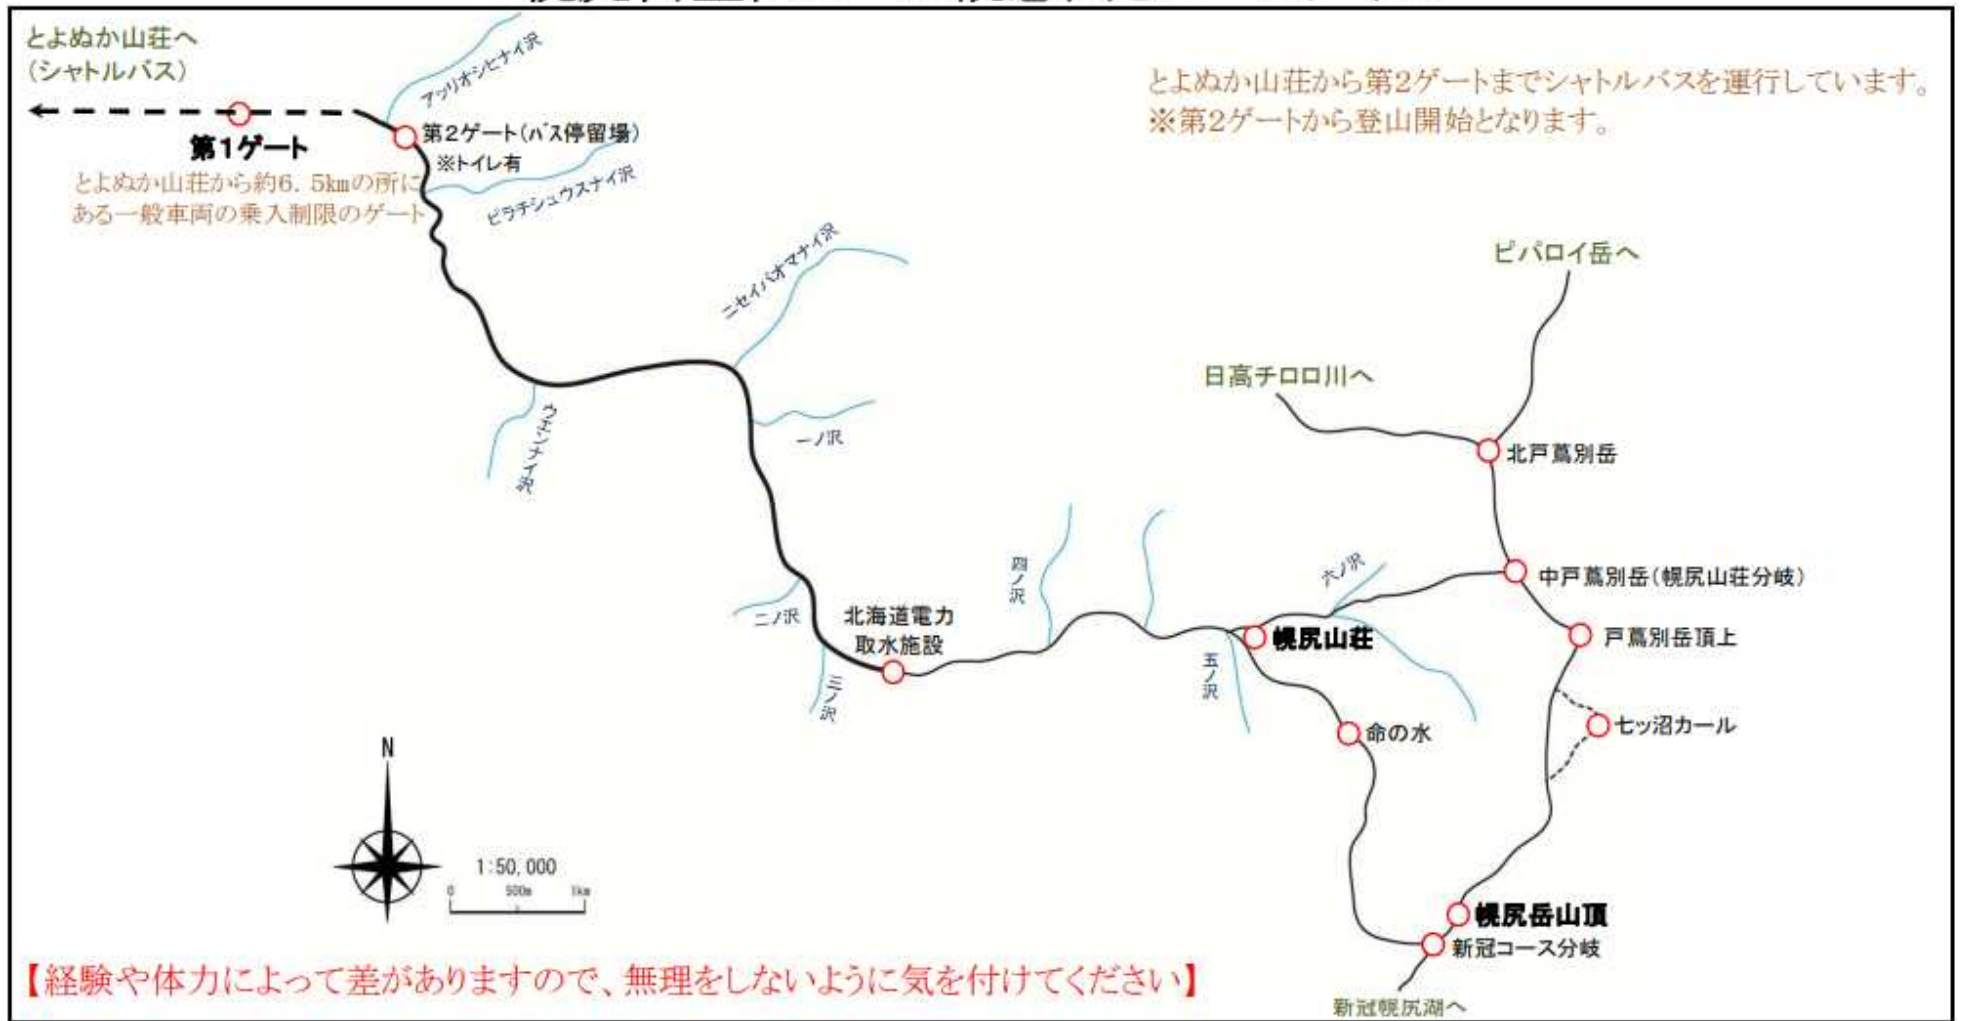 とよぬか山荘へ
(シャトルバス)
アッリオシヒナイ沢
とよぬか山荘から第2ゲートまでシャトルバスを運行しています。
※第2ゲートから登山開始となります。
第1ゲート
第2ゲート(バス停留場)
※トイレ有
とよぬか山荘から約6.5㎞の所に
ある一般車両の乗入制限のゲート
ピラチシュウスナイ沢
ニセイパオマナイ沢
ピパロイ岳へ
日高チロロ川へ
ウエンナイ沢
一ノ沢
北戸蔦別岳
四ノ沢
六ノ沢
中戸蔦別岳(幌尻山荘分岐)
二ノ沢
北海道電力
取水施設
幌尻山荘
戸蔦別岳頂上
三ノ沢
五ノ沢
命の水
七ッ沼カール
N
1:50,000
0 500m 1km
幌尻岳山頂
新冠コース分岐
【経験や体力によって差がありますので、無理をしないように気を付けてください】
新冠幌尻湖へ